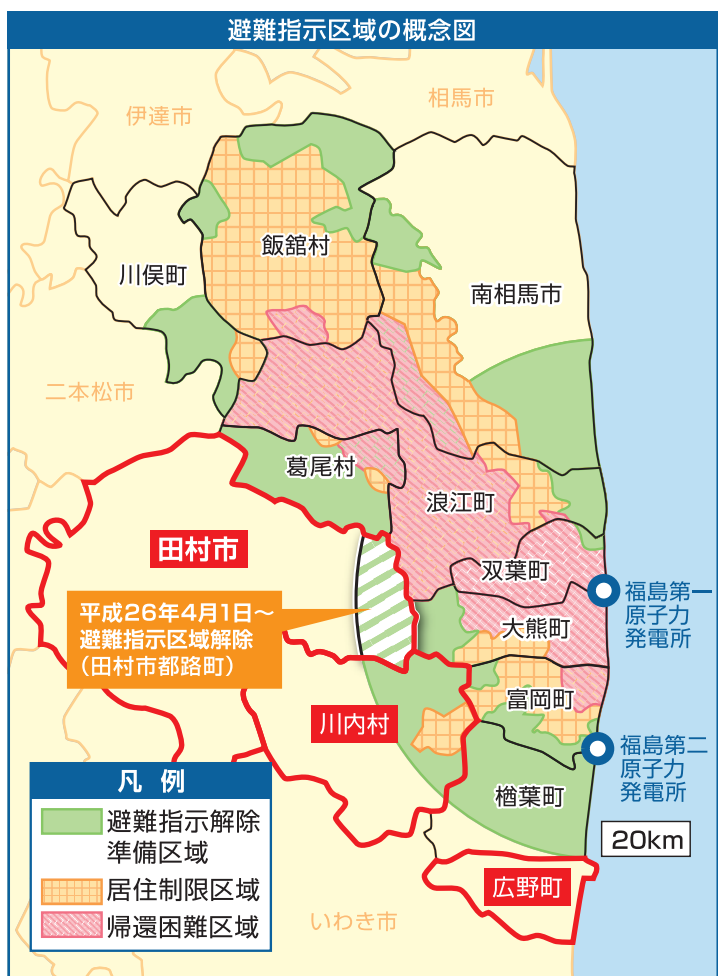 避難指示区域の概念図
相馬市
伊達市
飯舘村
川俣町
南相馬市
二本松市
葛尾村
浪江町
田村市
双葉町
福島第一
原子力
発電所
平成26年4月1日～
避難指示区域解除
（田村市都路町）
大熊町
富岡町
川内村
福島第二
原子力
発電所
楢葉町
20km
広野町
いわき市
凡 例
避難指示解除
準備区域
居住制限区域
帰還困難区域